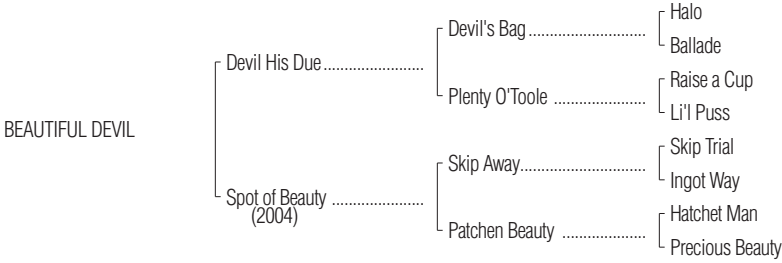 Halo
Devil's Bag..............................
Ballade
Devil His Due.........................
Raise a Cup
Plenty O'Toole ........................
Li'l Puss
BEAUTIFUL DEVIL
Skip Trial
Skip Away................................
Ingot Way
Spot of Beauty .......................
(2004)
Hatchet Man
Patchen Beauty .....................
Precious Beauty